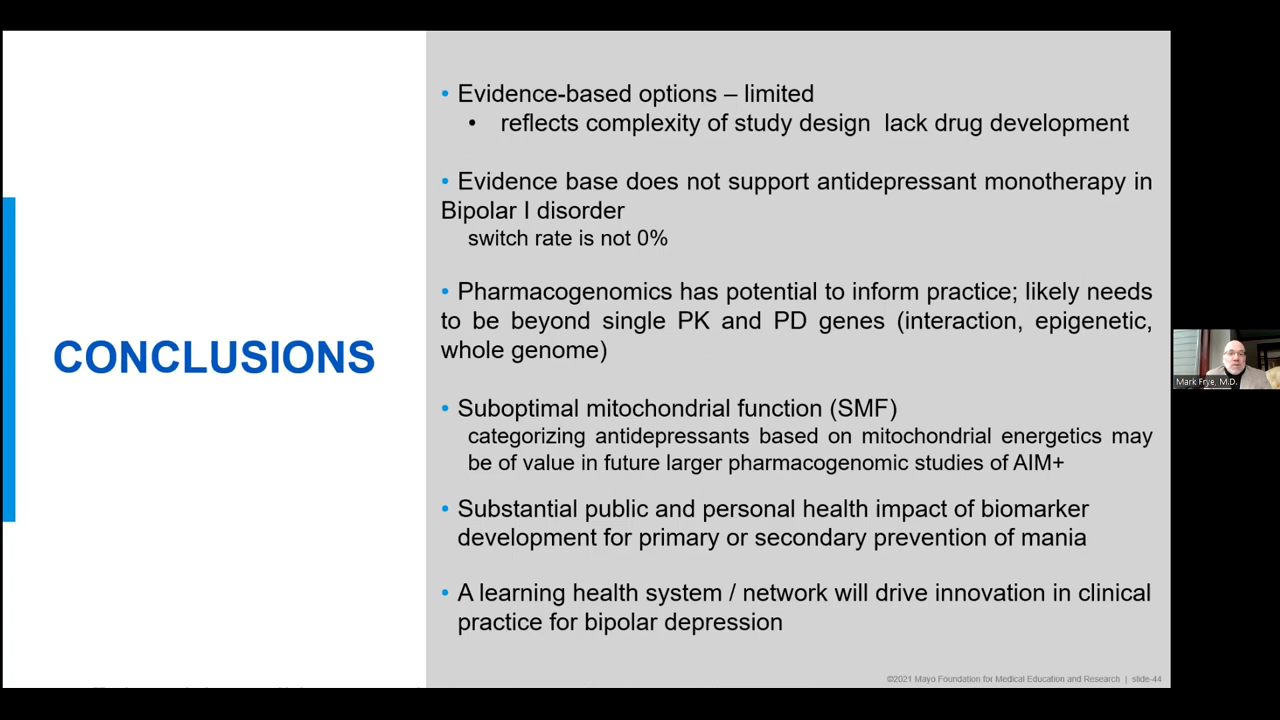 CONCLUSIONS
• Evidence-based options – limited
• reflects complexity of study design lack drug development
• Evidence base does not support antidepressant monotherapy in
Bipolar I disorder
switch rate is not 0%
• Pharmacogenomics has potential to inform practice; likely needs
to be beyond single PK and PD genes (interaction, epigenetic,
whole genome)
• Suboptimal mitochondrial function (SMF)
categorizing antidepressants based on mitochondrial energetics may
be of value in future larger pharmacogenomic studies of AIM+
• Substantial public and personal health impact of biomarker
development for primary or secondary prevention of mania
• A learning health system / network will drive innovation in clinical
practice for bipolar depression
©2021 Mayo Foundation for Medical Education and Research | slide-44
Mark Frye, M.D.